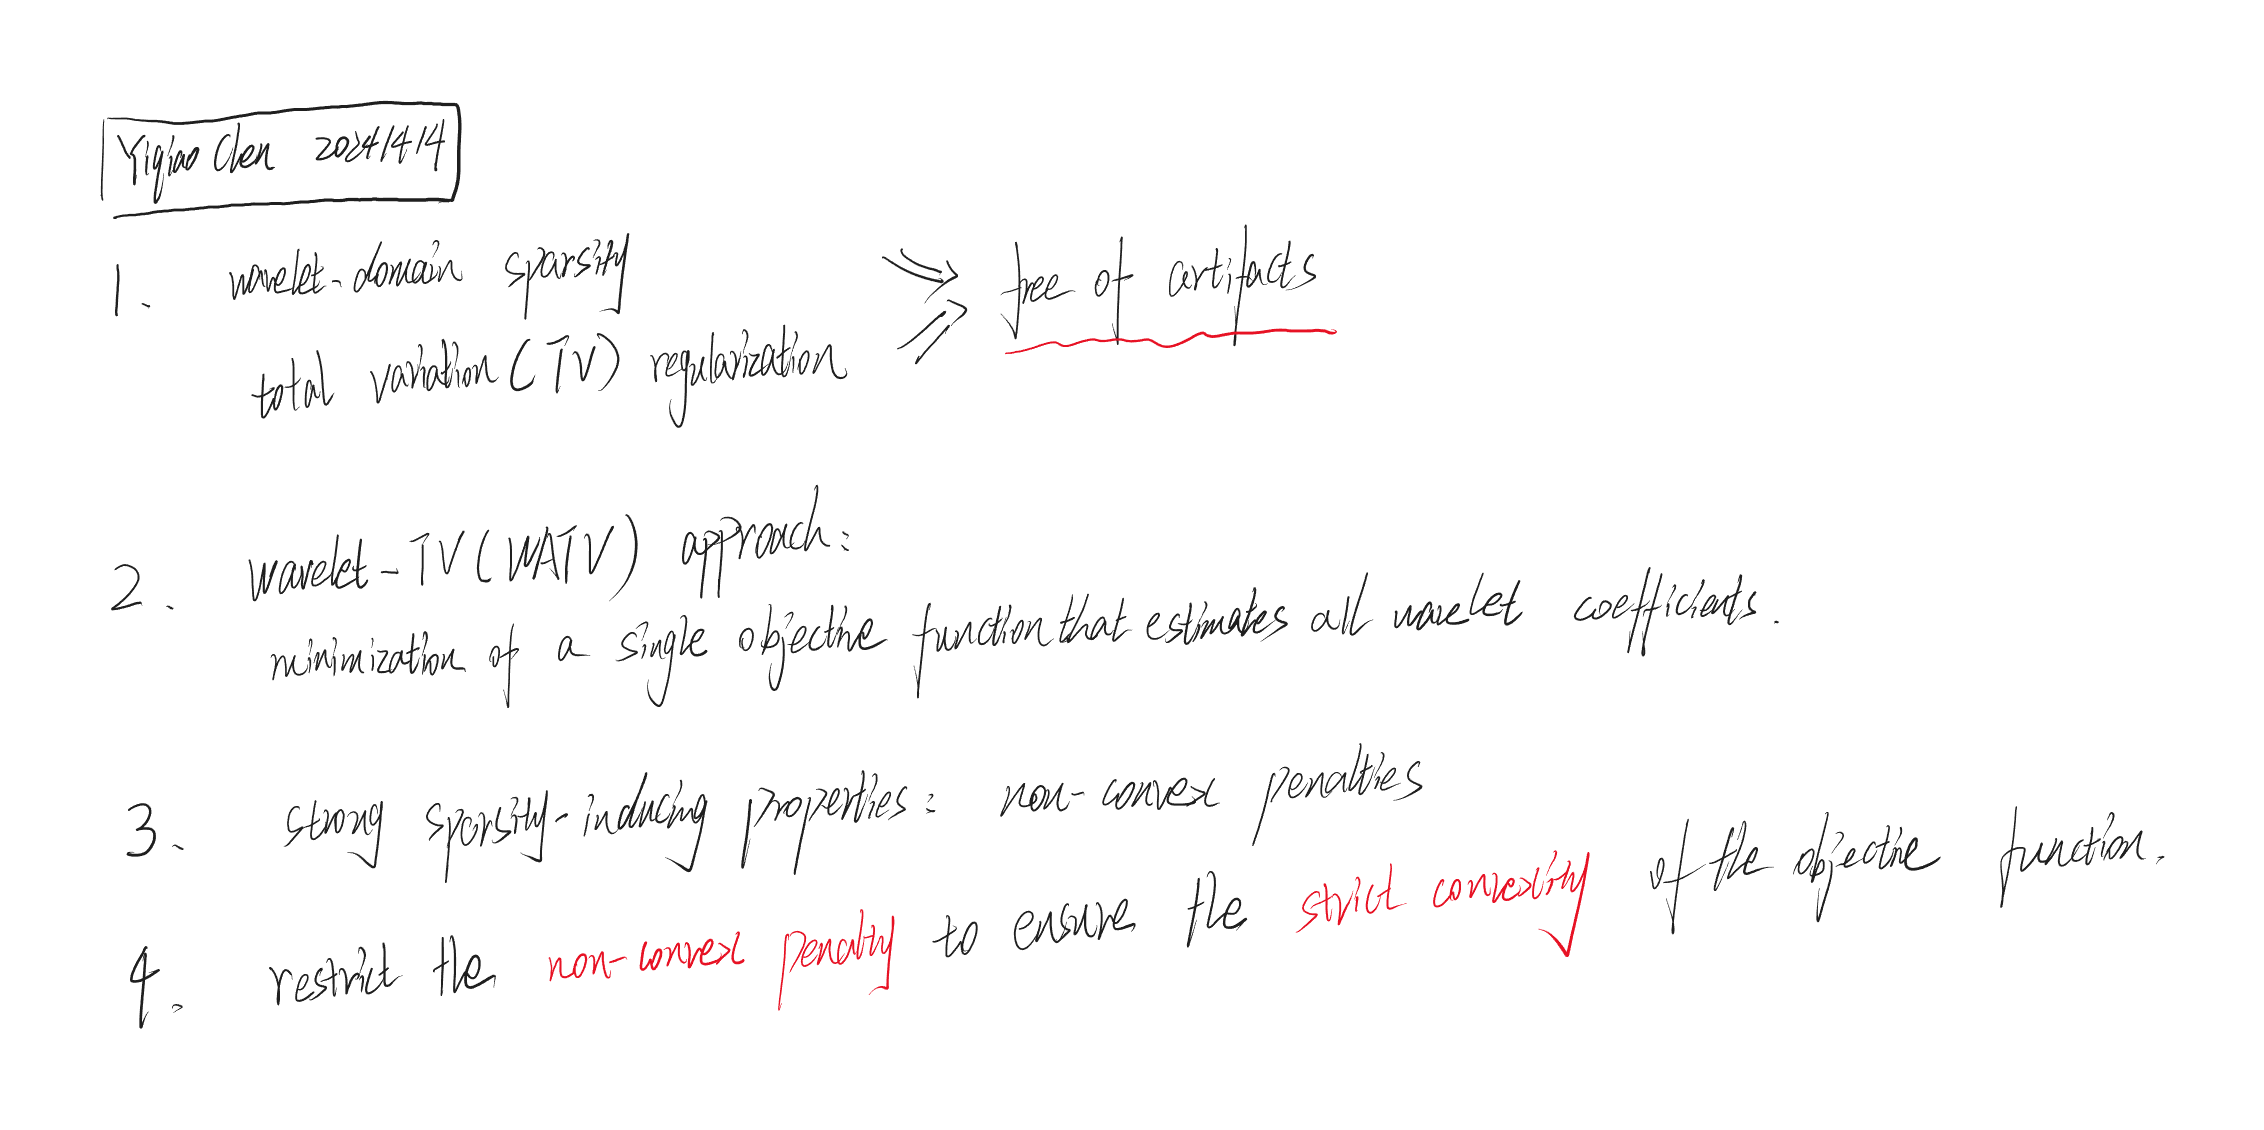 Yiqiao Chen 2024/4/14
1. wavelet-domain sparsity
total variation (TV) regularization
⇒ free of artifacts
2. wavelet-TV (WATV) approach:
minimization of a single objective function that estimates all wavelet coefficients.
3. strong sparsity-inducing properties: non-convex penalties
4. restrict the non-convex penalty to ensure the strict convexity of the objective function.